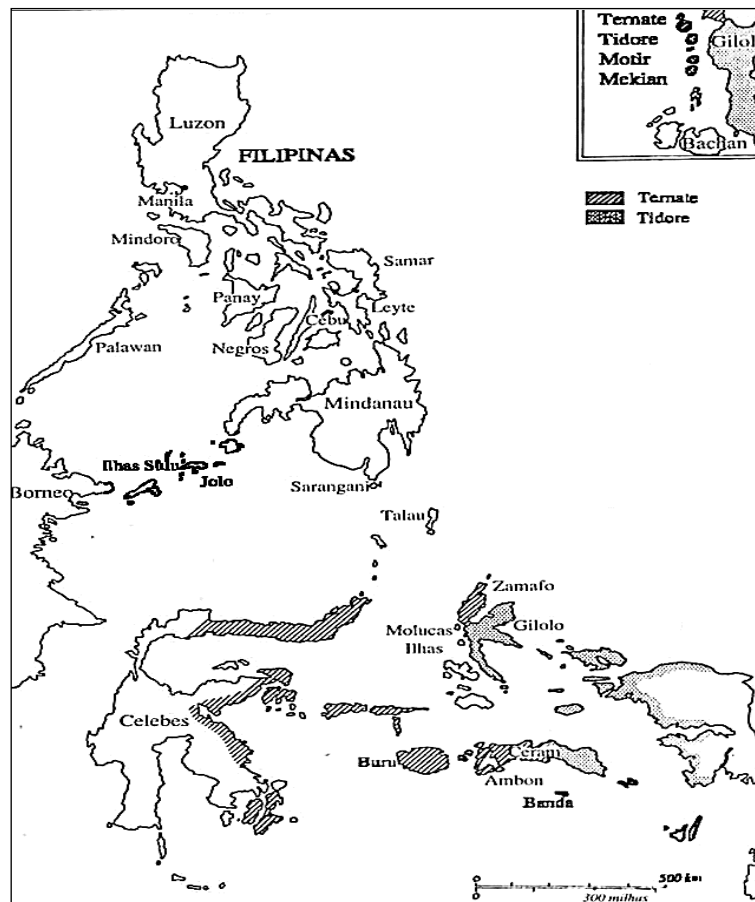 Ternate
Tidore
Motir
Mekian
Gilol
Bachan
Ternate
Tidore
Luzon
FILIPINAS
Manila
Mindoro
Samar
Panay
Leyte
Cebu
Palawan
Negros
Mindanau
Ilhas Sulu
Borneo
Jolo
Sarangani
Talau
Zamafo
Molucas
Ilhas
Gilolo
Celebes
Buru
Ceram
Ambon
Banda
0
500 km
0
300 milhas